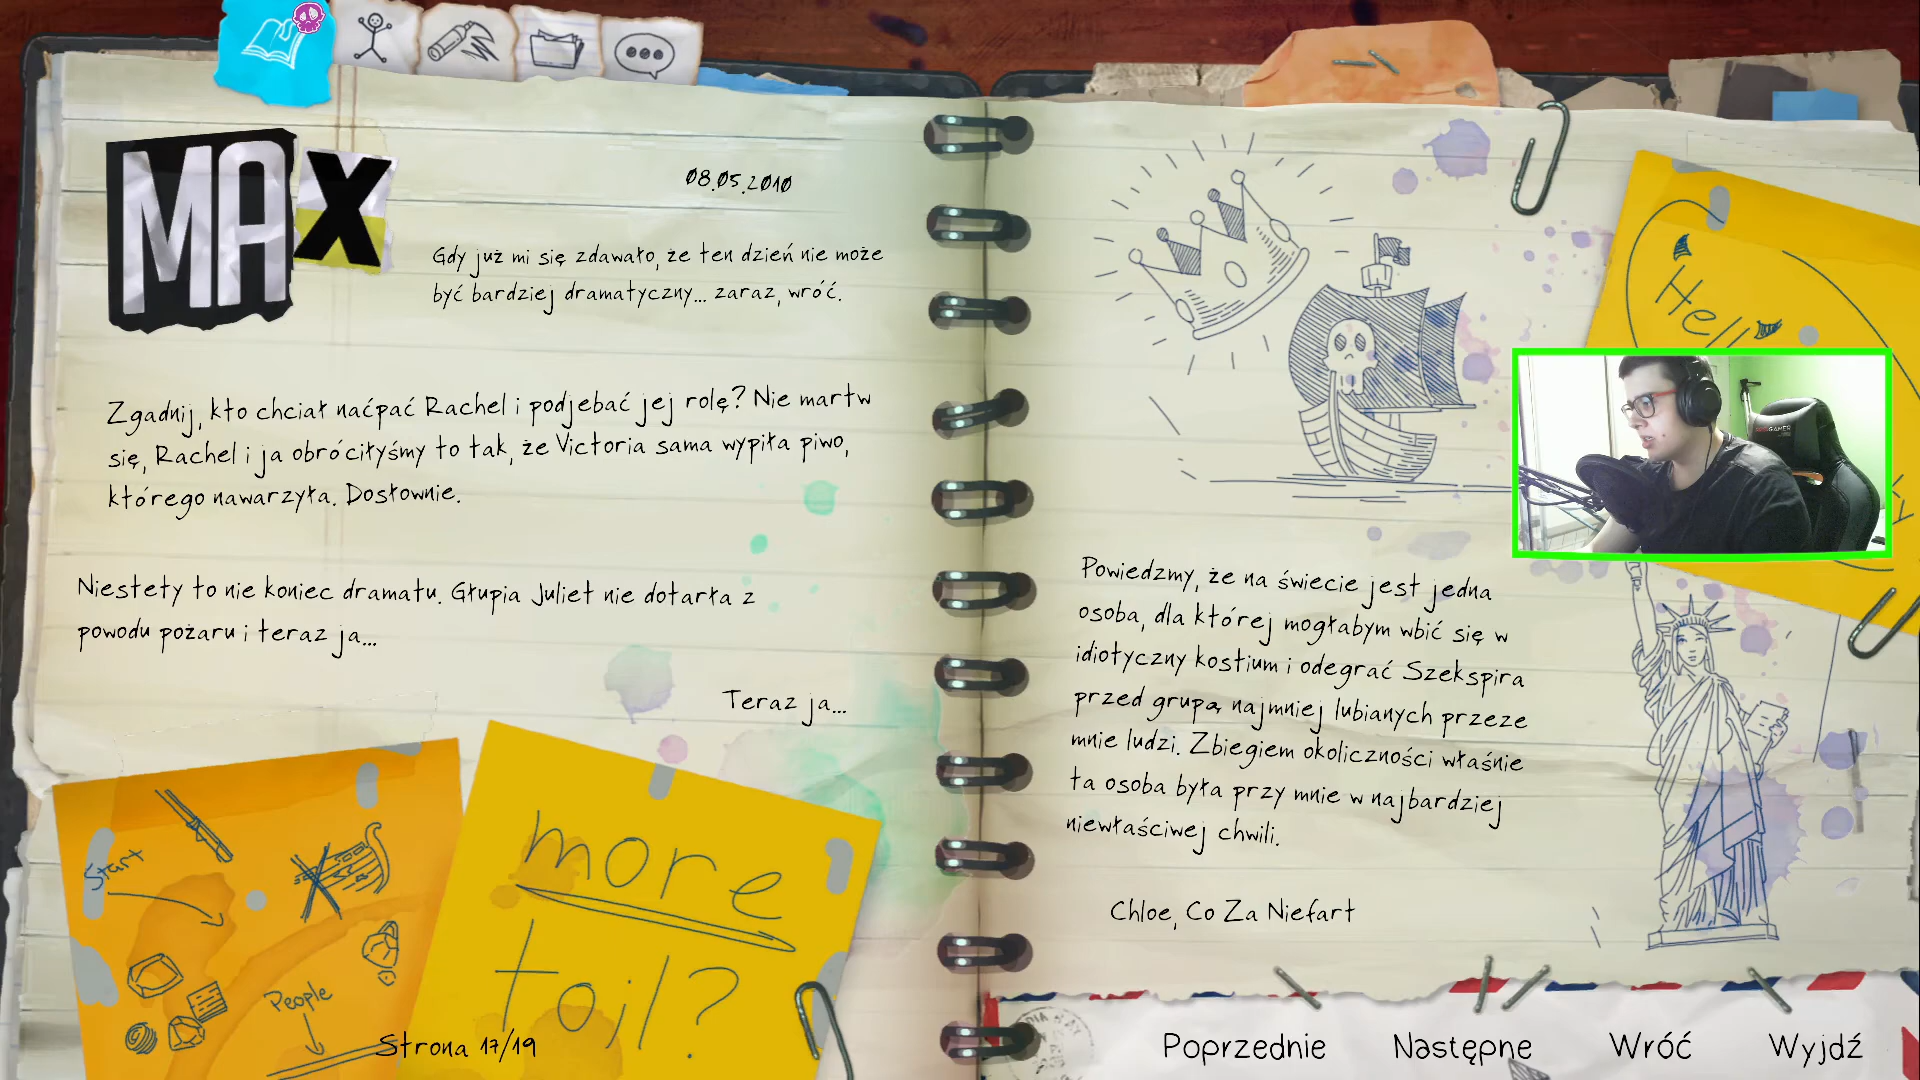 MAX
08.05.2010
Gdy już mi się zdawało, że ten dzień nie może
być bardziej dramatyczny... zaraz, wróć.
Zgadnij, kto chciał naćpać Rachel i podjebać jej rolę? Nie martw
się, Rachel i ja obróciłyśmy to tak, że Victoria sama wypiła piwo,
którego nawarzyła. Dosłownie.
Niestety to nie koniec dramatu. Głupia Juliet nie dotarła z
powodu pożaru i teraz ja...
Teraz ja...
Start
People
more
toil?
Strona 17/19
Hell
Powiedzmy, że na świecie jest jedna
osoba, dla której mogłabym wbić się w
idiotyczny kostium i odegrać Szekspira
przed grupą najmniej lubianych przeze
mnie ludzi. Zbiegiem okoliczności właśnie
ta osoba była przy mnie w najbardziej
niewłaściwej chwili.
Chloe, Co Za Niefart
Poprzednie
Następne
Wróć
Wyjdź